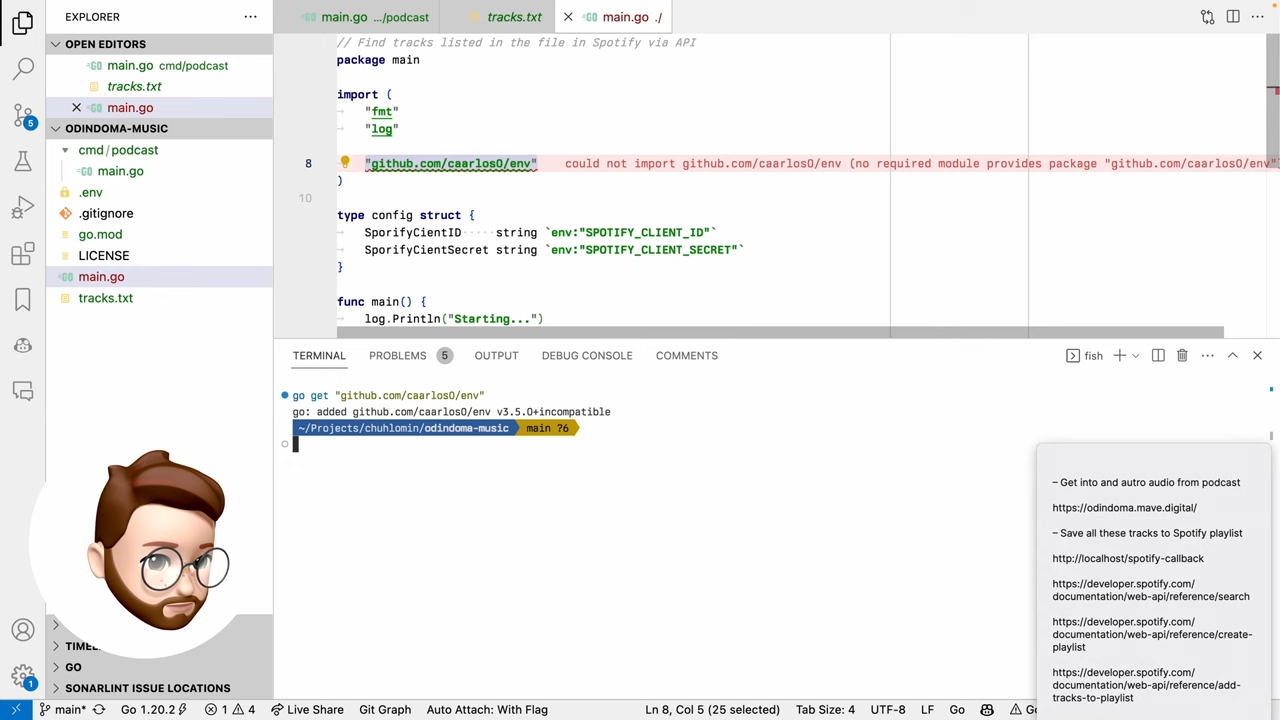 EXPLORER
OPEN EDITORS
main.go cmd/podcast
tracks.txt
main.go
ODINDOMA-MUSIC
cmd/podcast
main.go
.env
.gitignore
go.mod
LICENSE
main.go
tracks.txt
GO
SONARLINT ISSUE LOCATIONS
main.go .../podcast
tracks.txt
main.go ./
// Find tracks listed in the file in Spotify via API
package main
import (
"fmt"
"log"
8 "github.com/caarlos0/env" could not import github.com/caarlos0/env (no required module provides package "github.com/caarlos0/env"
)
10
type config struct {
SporifyCientID string `env:"SPOTIFY_CLIENT_ID"`
SporifyCientSecret string `env:"SPOTIFY_CLIENT_SECRET"`
}
func main() {
log.Println("Starting...")
TERMINAL PROBLEMS 5 OUTPUT DEBUG CONSOLE COMMENTS
fish
go get "github.com/caarlos0/env"
go: added github.com/caarlos0/env v3.5.0+incompatible
~/Projects/chuhlomin/odindoma-music main ?6
– Get into and autro audio from podcast
https://odindoma.mave.digital/
– Save all these tracks to Spotify playlist
http://localhost/spotify-callback
https://developer.spotify.com/
documentation/web-api/reference/search
https://developer.spotify.com/
documentation/web-api/reference/create-
playlist
https://developer.spotify.com/
documentation/web-api/reference/add-
tracks-to-playlist
5
1
main* Go 1.20.2 1 4 Live Share Git Graph Auto Attach: With Flag Ln 8, Col 5 (25 selected) Tab Size: 4 UTF-8 LF Go